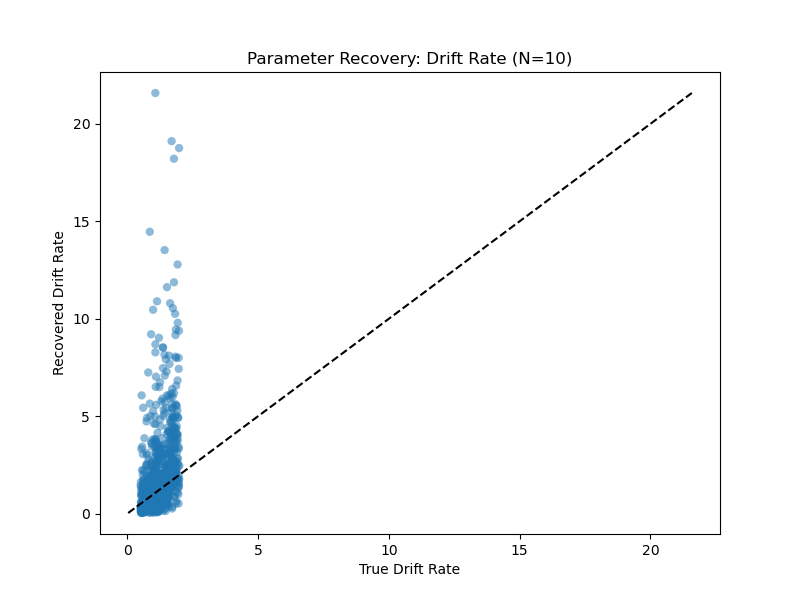 Parameter Recovery: Drift Rate (N=10)
Recovered Drift Rate
20
15
10
5
0
0 5 10 15 20
True Drift Rate